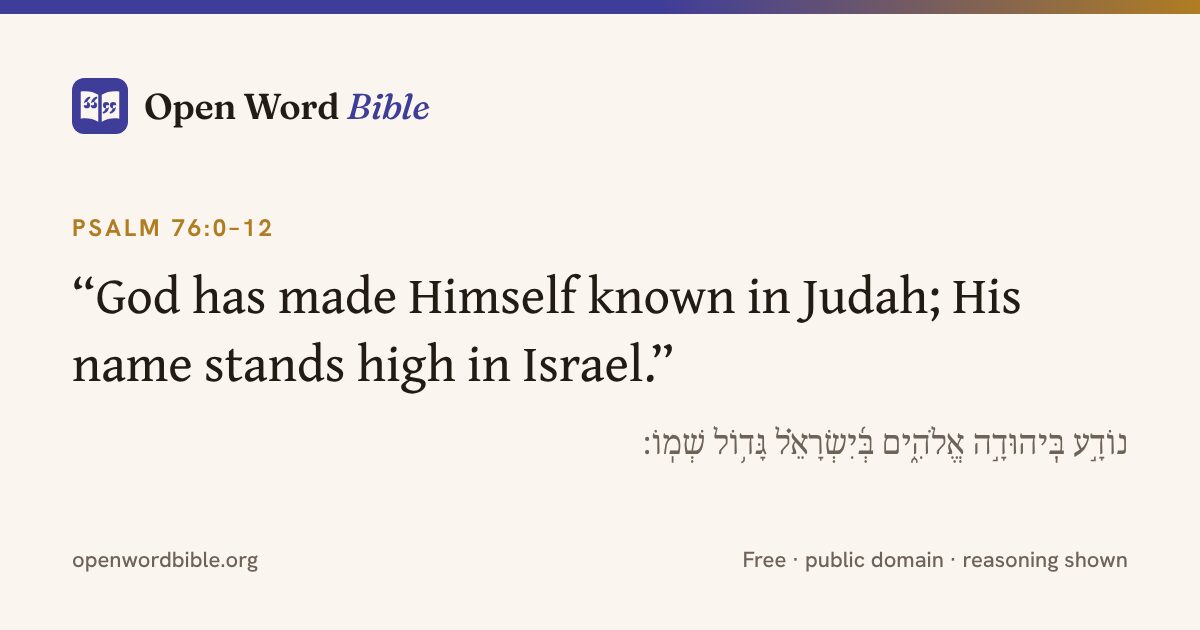 Open Word Bible
PSALM 76:0–12
“God has made Himself known in Judah; His
name stands high in Israel.”
נוֹדָ֣ע בִּֽיהוּדָ֣ה אֱלֹהִ֑ים בְּ֝יִשְׂרָאֵ֗ל גָּד֥וֹל שְׁמֽוֹ׃
openwordbible.org
Free · public domain · reasoning shown